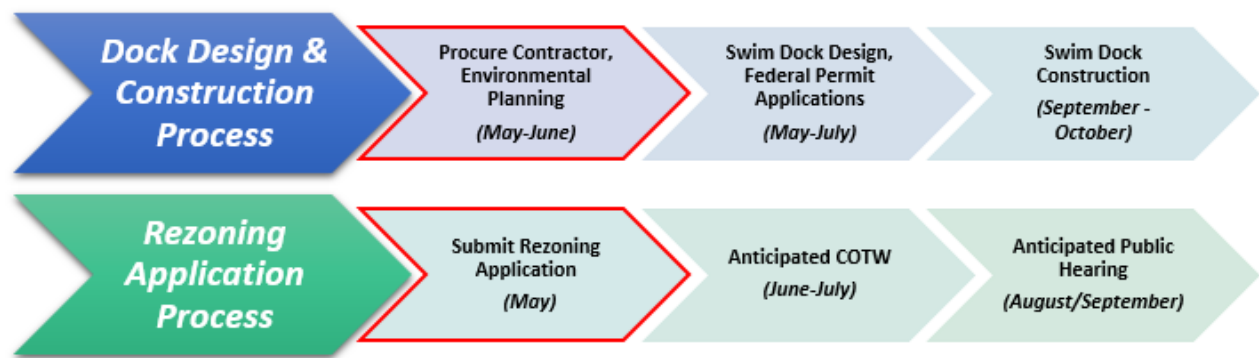 Dock Design &
Construction
Process
Procure Contractor,
Environmental
Planning
(May-June)
Swim Dock Design,
Federal Permit
Applications
(May-July)
Swim Dock
Construction
(September -
October)
Rezoning
Application
Process
Submit Rezoning
Application
(May)
Anticipated COTW
(June-July)
Anticipated Public
Hearing
(August/September)